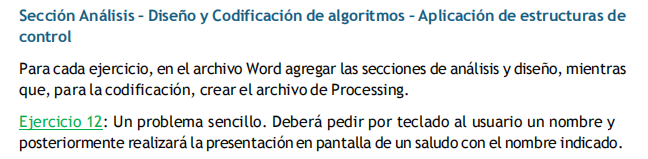 Sección Análisis – Diseño y Codificación de algoritmos – Aplicación de estructuras de
control
Para cada ejercicio, en el archivo Word agregar las secciones de análisis y diseño, mientras
que, para la codificación, crear el archivo de Processing.
Ejercicio 12: Un problema sencillo. Deberá pedir por teclado al usuario un nombre y
posteriormente realizará la presentación en pantalla de un saludo con el nombre indicado.